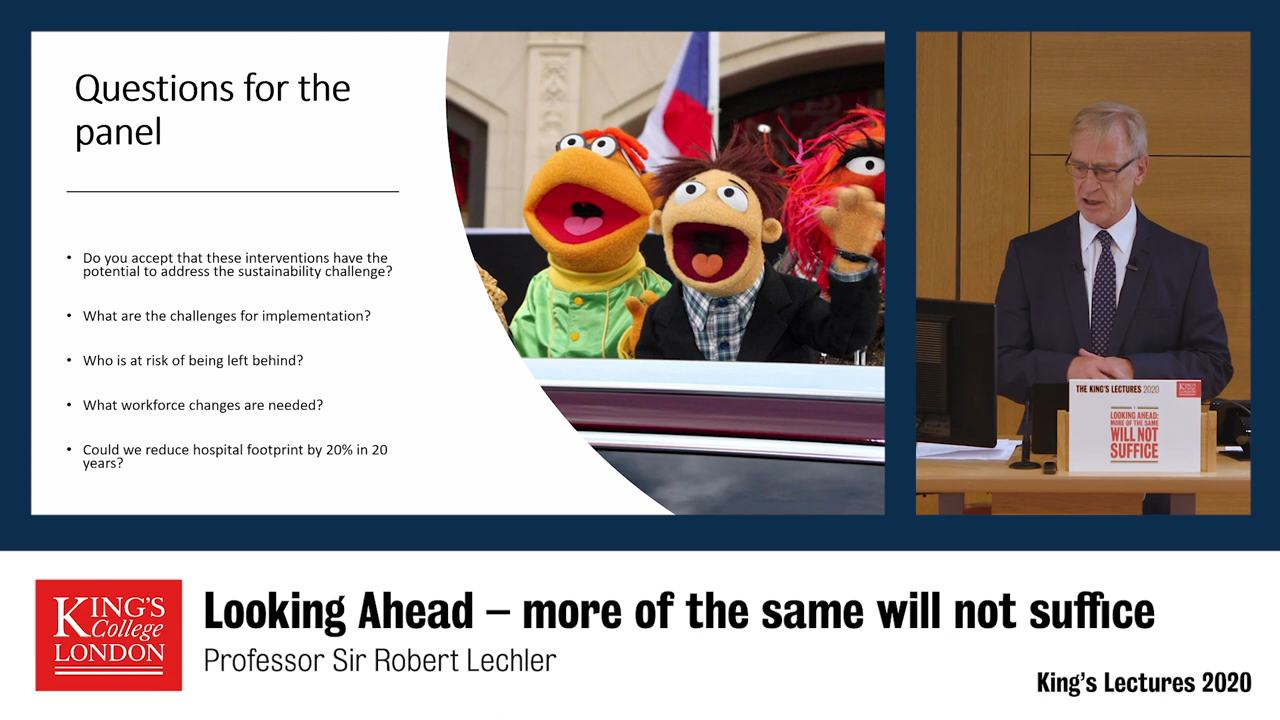 Questions for the
panel
• Do you accept that these interventions have the
potential to address the sustainability challenge?
• What are the challenges for implementation?
• Who is at risk of being left behind?
• What workforce changes are needed?
• Could we reduce hospital footprint by 20% in 20
years?
THE KING'S LECTURES 2020
LOOKING AHEAD:
MORE OF THE SAME
WILL NOT
SUFFICE
KING'S
College
LONDON
Looking Ahead – more of the same will not suffice
Professor Sir Robert Lechler
King's Lectures 2020